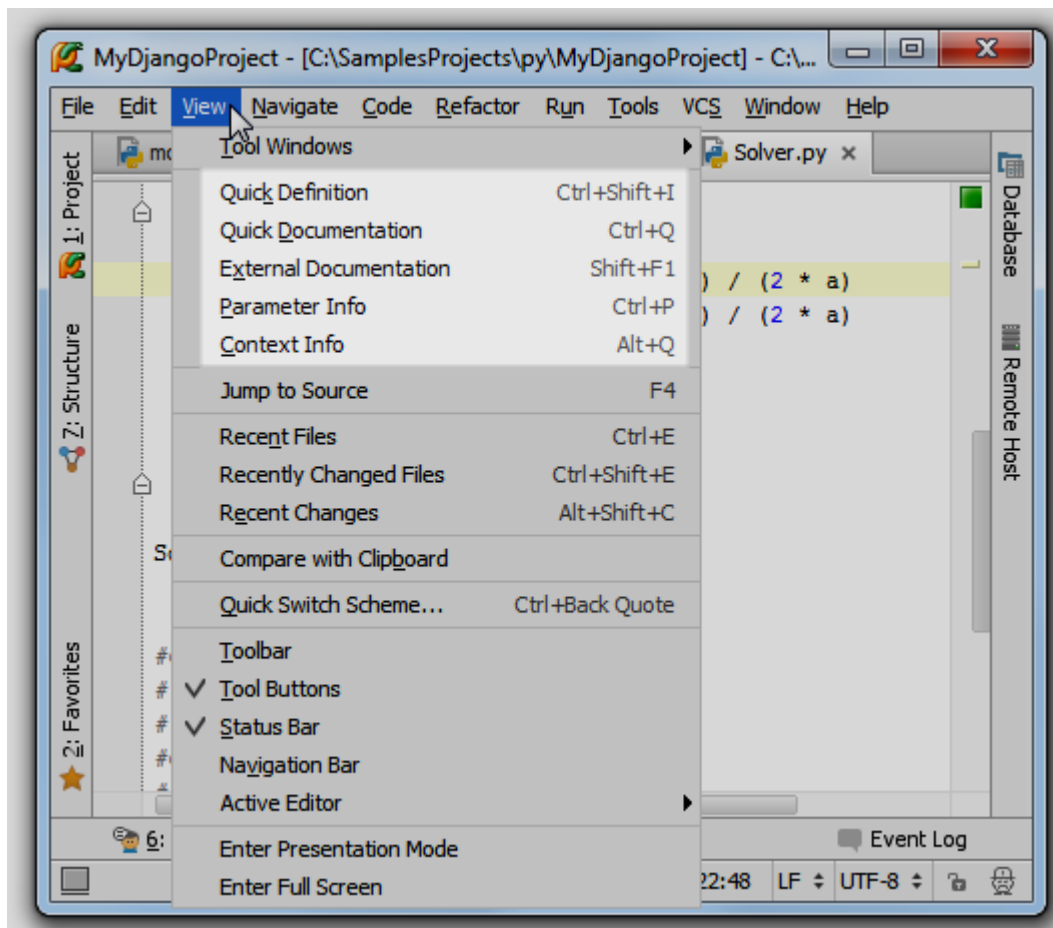 MyDjangoProject - [C:\SamplesProjects\py\MyDjangoProject] - C:\...
File Edit View Navigate Code Refactor Run Tools VCS Window Help
Solver.py
1: Project
Z: Structure
2: Favorites
Tool Windows
Quick Definition Ctrl+Shift+I
Quick Documentation Ctrl+Q
External Documentation Shift+F1
Parameter Info Ctrl+P
Context Info Alt+Q
Jump to Source F4
Recent Files Ctrl+E
Recently Changed Files Ctrl+Shift+E
Recent Changes Alt+Shift+C
Compare with Clipboard
Quick Switch Scheme... Ctrl+Back Quote
Toolbar
Tool Buttons
Status Bar
Navigation Bar
Active Editor
Enter Presentation Mode
Enter Full Screen
) / (2 * a)
) / (2 * a)
#
#
#
#
Database
Remote Host
6:
Event Log
22:48 LF UTF-8